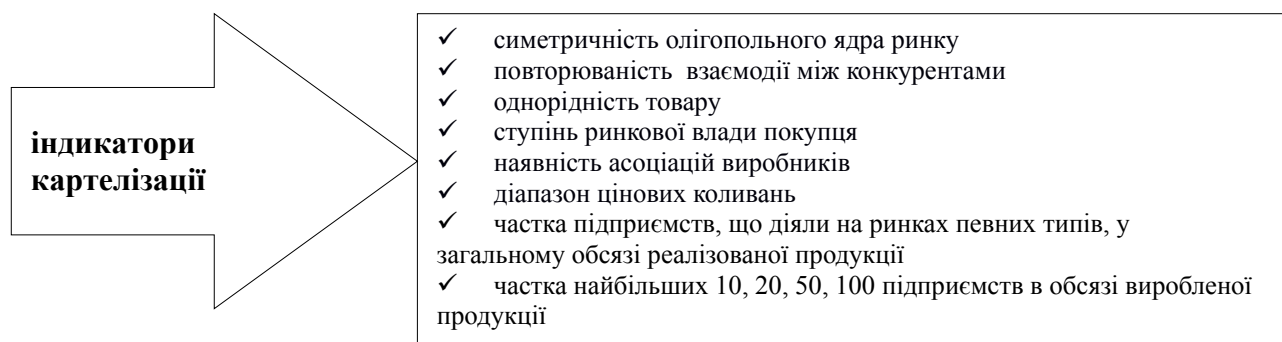 індикатори
картелізації
✓ симетричність олігопольного ядра ринку
✓ повторюваність взаємодії між конкурентами
✓ однорідність товару
✓ ступінь ринкової влади покупця
✓ наявність асоціацій виробників
✓ діапазон цінових коливань
✓ частка підприємств, що діяли на ринках певних типів, у
загальному обсязі реалізованої продукції
✓ частка найбільших 10, 20, 50, 100 підприємств в обсязі виробленої
продукції